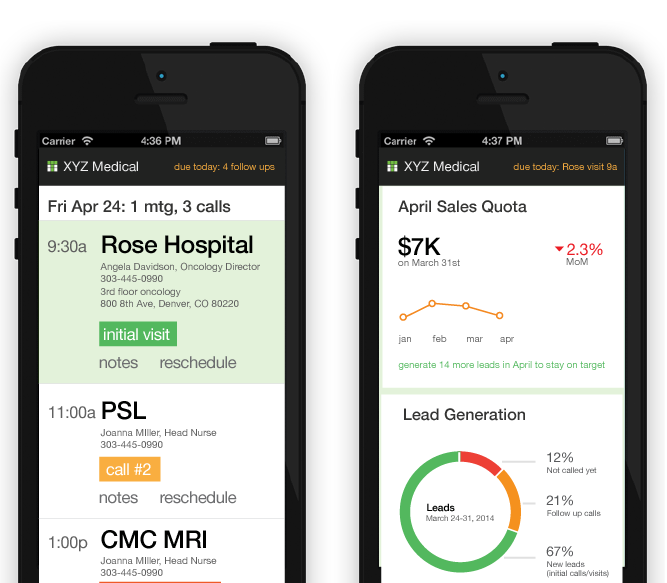 Carrier 4:36 PM
XYZ Medical due today: 4 follow ups
Fri Apr 24: 1 mtg, 3 calls
9:30a Rose Hospital
Angela Davidson, Oncology Director
303-445-0990
3rd floor oncology
800 8th Ave, Denver, CO 80220
initial visit
notes reschedule
11:00a PSL
Joanna MIller, Head Nurse
303-445-0990
call #2
notes reschedule
1:00p CMC MRI
Joanna MIller, Head Nurse
303-445-0990
Carrier 4:37 PM
XYZ Medical due today: Rose visit 9a
April Sales Quota
$7K 2.3%
on March 31st MoM
jan feb mar apr
generate 14 more leads in April to stay on target
Lead Generation
12%
Not called yet
Leads
March 24-31, 2014
21%
Follow up calls
67%
New leads
(initial calls/visits)